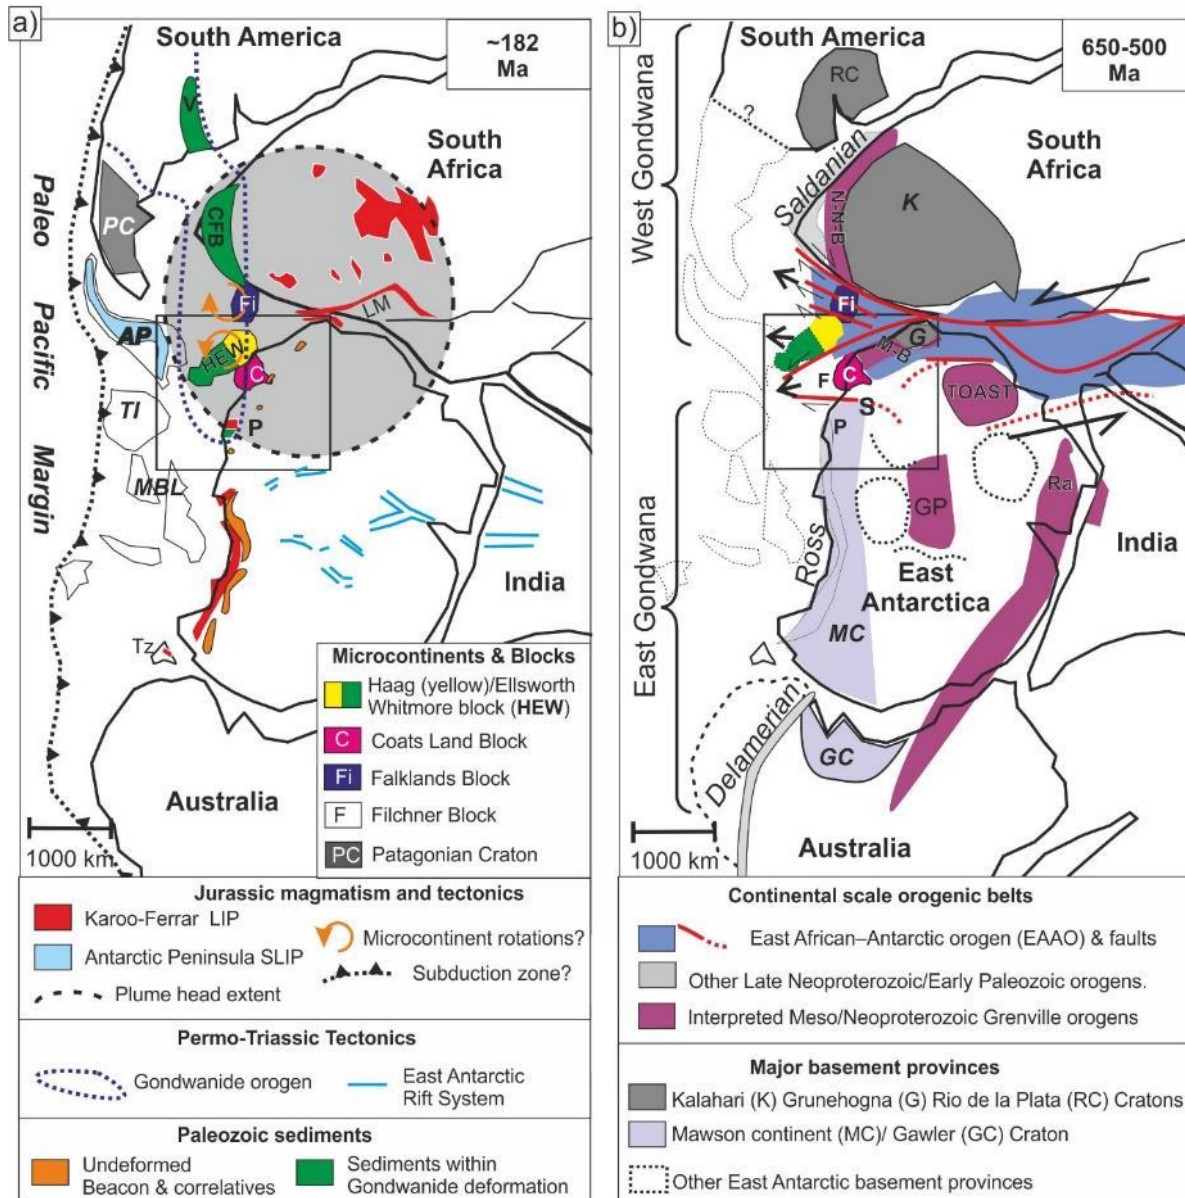 a)
South America
~182
Ma
V
South
Africa
Paleo
Pacific
Margin
PC
CFB
Fi
LM
AP
HEW
C
TI
P
MBL
India
Tz
Australia
1000 km
Microcontinents & Blocks
Haag (yellow)/Ellsworth
Whitmore block (HEW)
C Coats Land Block
Fi Falklands Block
F Filchner Block
PC Patagonian Craton
Jurassic magmatism and tectonics
Karoo-Ferrar LIP
Microcontinent rotations?
Antarctic Peninsula SLIP
Subduction zone?
Plume head extent
Permo-Triassic Tectonics
Gondwanide orogen
East Antarctic
Rift System
Paleozoic sediments
Undeformed
Beacon & correlatives
Sediments within
Gondwanide deformation
b)
South America
650-500
Ma
RC
?
South
Africa
West Gondwana
Saldanian
N-N-B
K
Fi
G
M-B
C
F
S
TOAST
P
GP
Ra
India
Ross
East
Antarctica
MC
East Gondwana
Delamerian
GC
Australia
1000 km
Continental scale orogenic belts
East African–Antarctic orogen (EAAO) & faults
Other Late Neoproterozoic/Early Paleozoic orogens.
Interpreted Meso/Neoproterozoic Grenville orogens
Major basement provinces
Kalahari (K) Grunehogna (G) Rio de la Plata (RC) Cratons
Mawson continent (MC)/ Gawler (GC) Craton
Other East Antarctic basement provinces